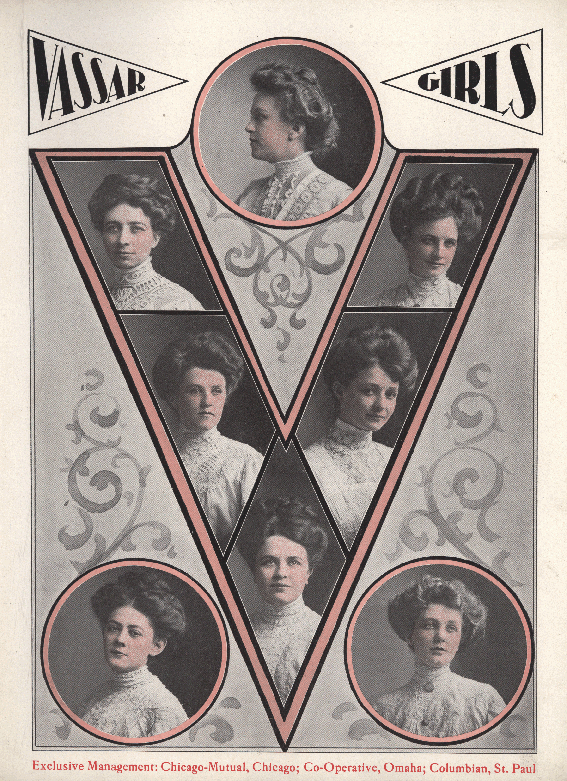 VASSAR
GIRLS
Exclusive Management: Chicago-Mutual, Chicago; Co-Operative, Omaha; Columbian, St. Paul